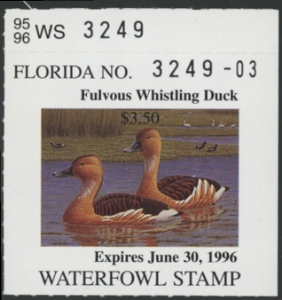 95
96 WS 3249
FLORIDA NO. 3249-03
Fulvous Whistling Duck
$3.50
Expires June 30, 1996
WATERFOWL STAMP